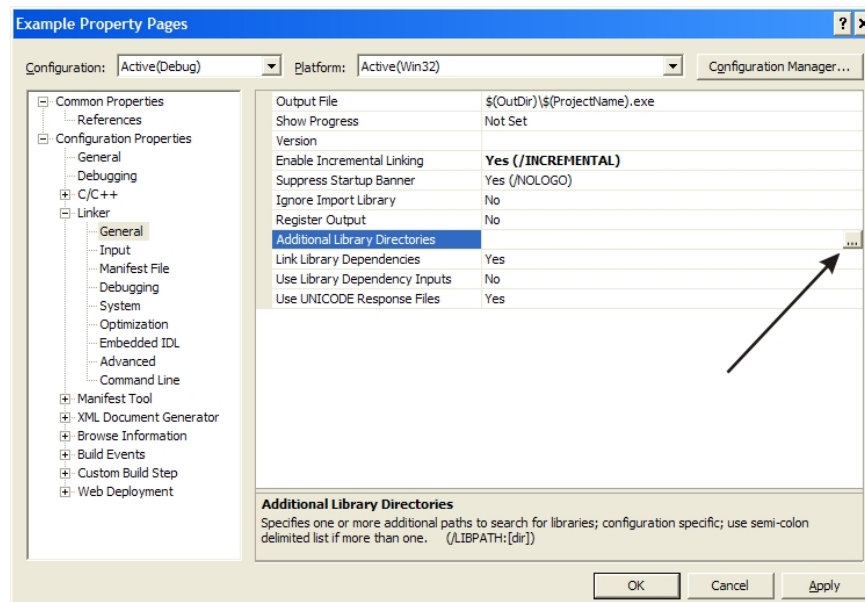 Example Property Pages
?
Configuration: Active(Debug) Platform: Active(Win32) Configuration Manager...
Common Properties
References
Configuration Properties
General
Debugging
C/C++
Linker
General
Input
Manifest File
Debugging
System
Optimization
Embedded IDL
Advanced
Command Line
Manifest Tool
XML Document Generator
Browse Information
Build Events
Custom Build Step
Web Deployment
Output File $(OutDir)\$(ProjectName).exe
Show Progress Not Set
Version
Enable Incremental Linking Yes (/INCREMENTAL)
Suppress Startup Banner Yes (/NOLOGO)
Ignore Import Library No
Register Output No
Additional Library Directories ...
Link Library Dependencies Yes
Use Library Dependency Inputs No
Use UNICODE Response Files Yes
Additional Library Directories
Specifies one or more additional paths to search for libraries; configuration specific; use semi-colon
delimited list if more than one. (/LIBPATH:[dir])
OK Cancel Apply